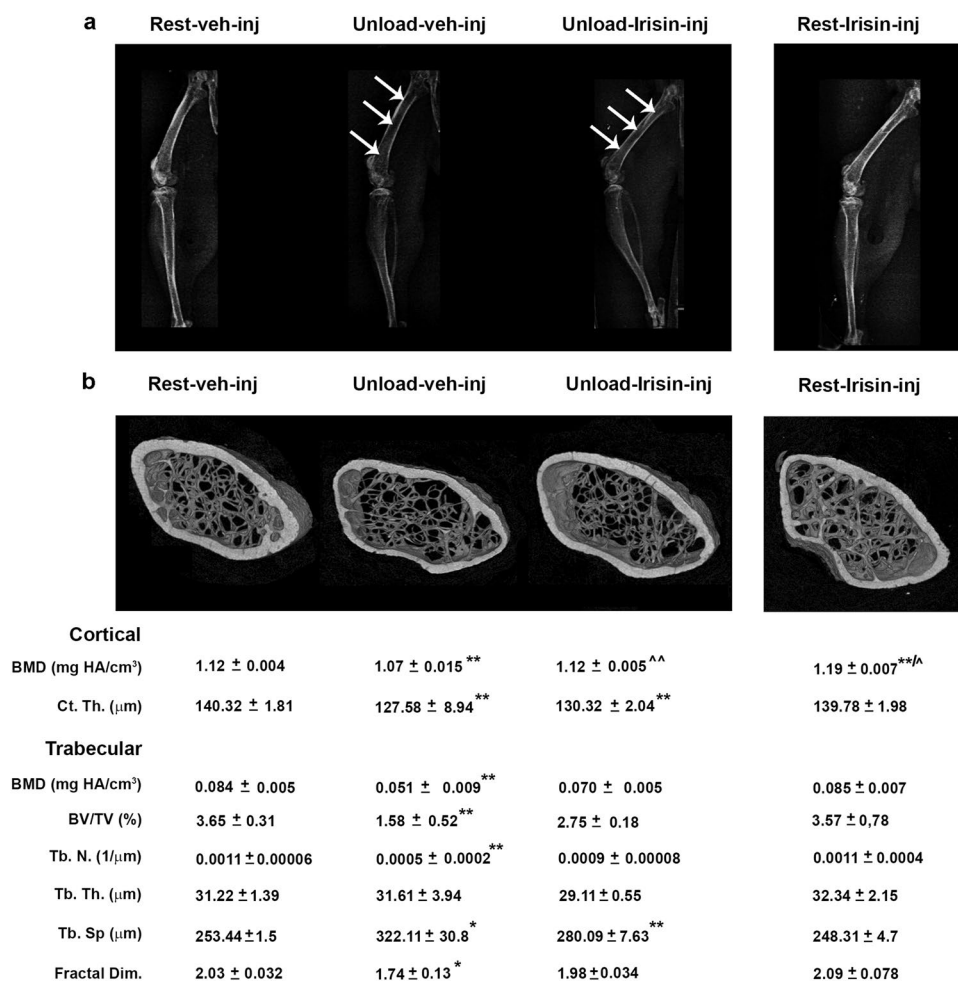 a
Rest-veh-inj Unload-veh-inj Unload-Irisin-inj Rest-Irisin-inj
b
Rest-veh-inj Unload-veh-inj Unload-Irisin-inj Rest-Irisin-inj
Cortical
BMD (mg HA/cm³) 1.12 ± 0.004 1.07 ± 0.015** 1.12 ± 0.005^^ 1.19 ± 0.007**/^
Ct. Th. (μm) 140.32 ± 1.81 127.58 ± 8.94** 130.32 ± 2.04** 139.78 ± 1.98
Trabecular
BMD (mg HA/cm³) 0.084 ± 0.005 0.051 ± 0.009** 0.070 ± 0.005 0.085 ± 0.007
BV/TV (%) 3.65 ± 0.31 1.58 ± 0.52** 2.75 ± 0.18 3.57 ± 0,78
Tb. N. (1/μm) 0.0011 ± 0.00006 0.0005 ± 0.0002** 0.0009 ± 0.00008 0.0011 ± 0.0004
Tb. Th. (μm) 31.22 ± 1.39 31.61 ± 3.94 29.11 ± 0.55 32.34 ± 2.15
Tb. Sp (μm) 253.44 ± 1.5 322.11 ± 30.8* 280.09 ± 7.63** 248.31 ± 4.7
Fractal Dim. 2.03 ± 0.032 1.74 ± 0.13* 1.98 ± 0.034 2.09 ± 0.078